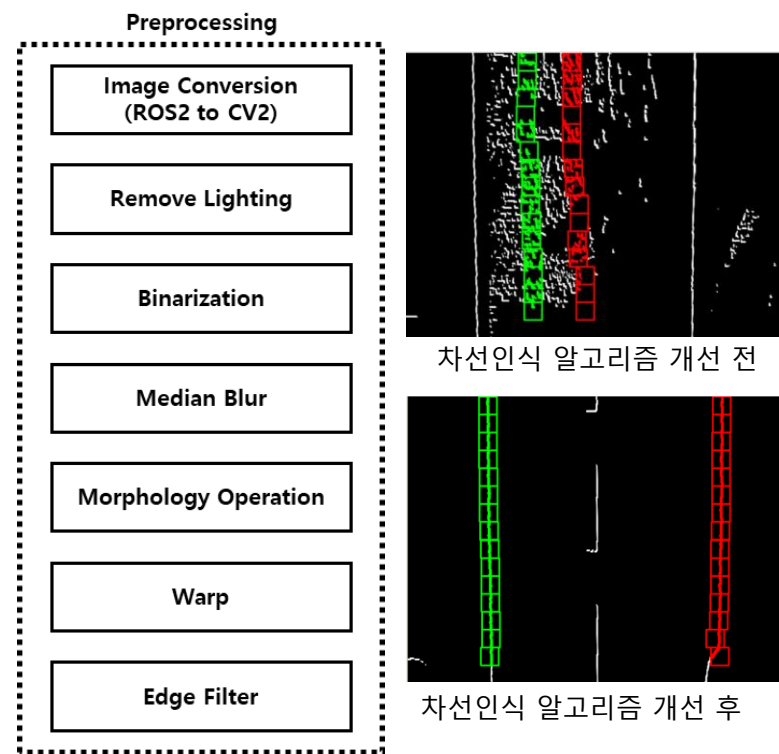 Preprocessing
Image Conversion
(ROS2 to CV2)
Remove Lighting
Binarization
Median Blur
Morphology Operation
Warp
Edge Filter
차선인식 알고리즘 개선 전
차선인식 알고리즘 개선 후